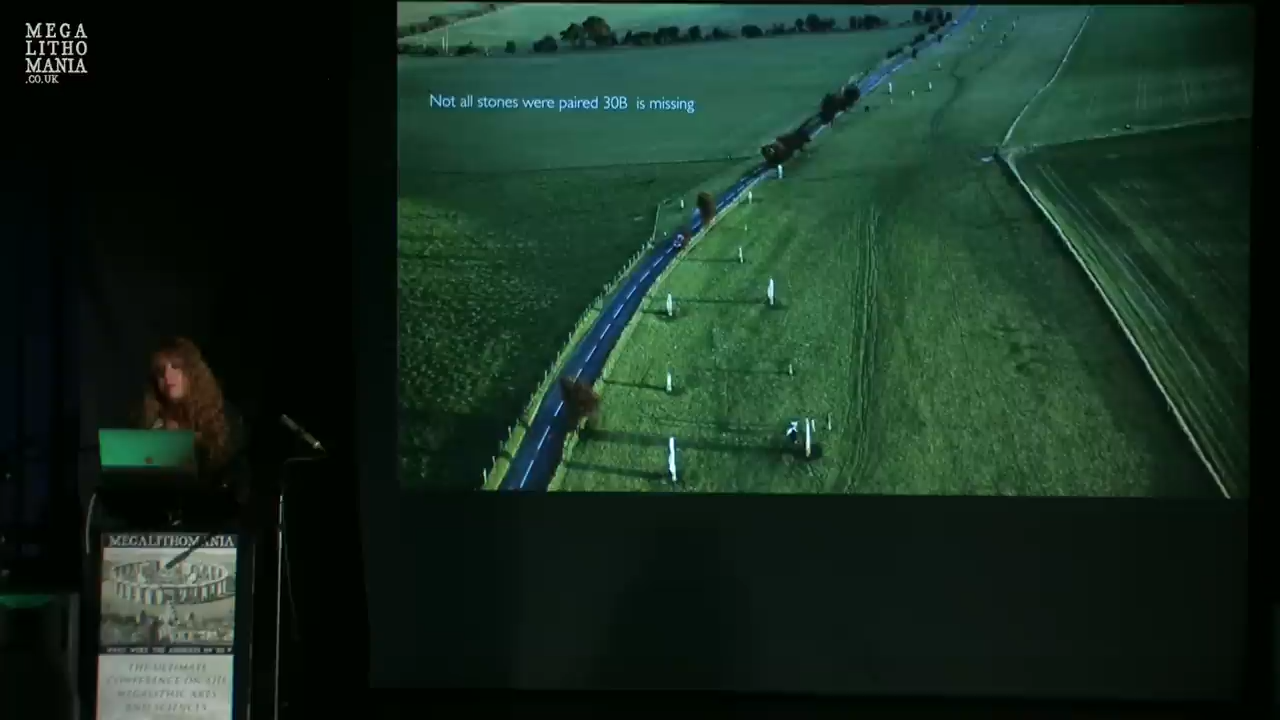 MEGA
LITHO
MANIA
.CO.UK
Not all stones were paired 30B is missing
MEGALITHOMANIA
THE ULTIMATE
CONFERENCE ON THE
MEGALITHIC ARTS
AND SCIENCES